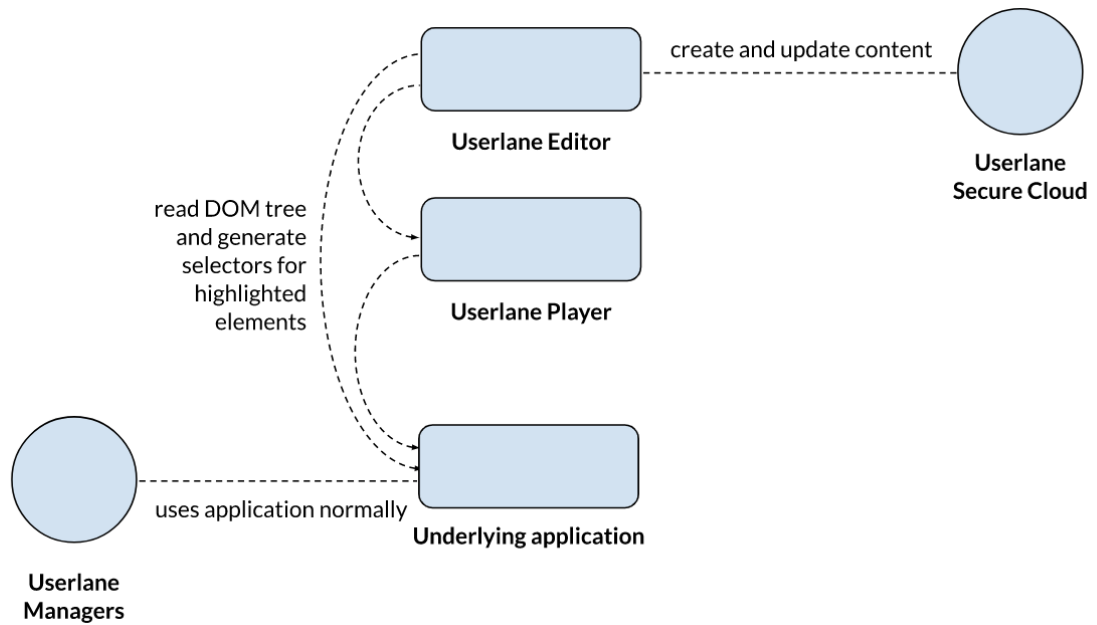 create and update content
Userlane Editor
Userlane
Secure Cloud
read DOM tree
and generate
selectors for
highlighted
elements
Userlane Player
uses application normally
Underlying application
Userlane
Managers